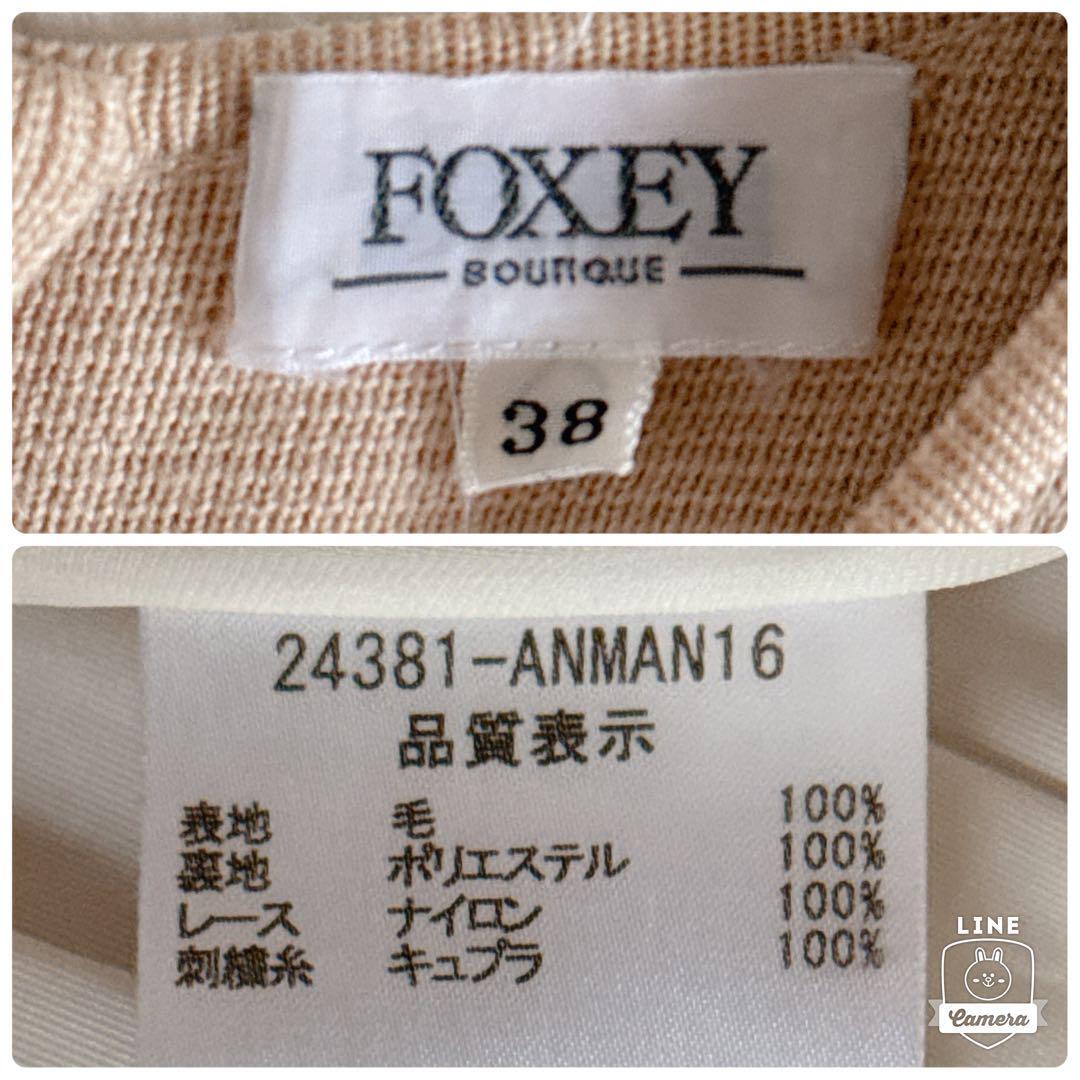 FOXEY
BOUTIQUE
38
24381-ANMAN16
品質表示
表地 毛 100%
裏地 ポリエステル 100%
レース ナイロン 100%
刺繍糸 キュプラ 100%
LINE
Camera